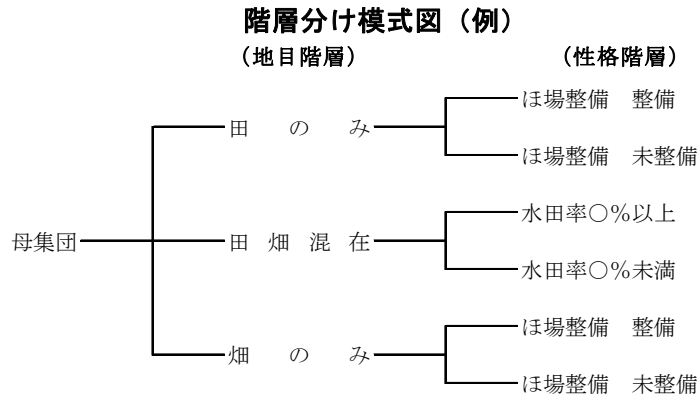 階層分け模式図（例）
（地目階層）　（性格階層）
ほ場整備　整備
田のみ
ほ場整備　未整備
水田率○％以上
母集団　田畑混在
水田率○％未満
ほ場整備　整備
畑のみ
ほ場整備　未整備